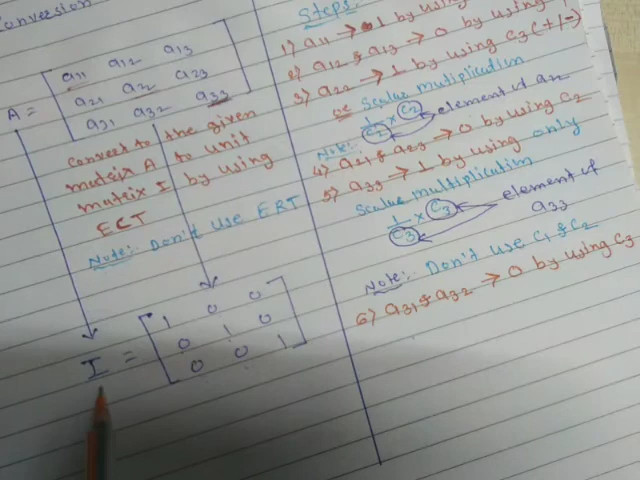 Conversion
A = [ a11 a12 a13
a21 a22 a23
a31 a32 a33 ]
Convert to the given
matrix A to unit
matrix I by using
ECT
Note:- Don't use ERT
I = [ 1 0 0
0 1 0
0 0 1 ]
Steps:
1) a11 → 1 by using
2) a12 & a13 → 0 by using
3) a22 → 1 by using C3 (+/-)
or Scalar multiplication
1/C2 × C2 element of a22
Note:
4) a21 & a23 → 0 by using C2
5) a33 → 1 by using only
Scalar multiplication
1/C3 × C3 element of
a33
Note:- Don't use C1 & C2
6) a31 & a32 → 0 by using C3